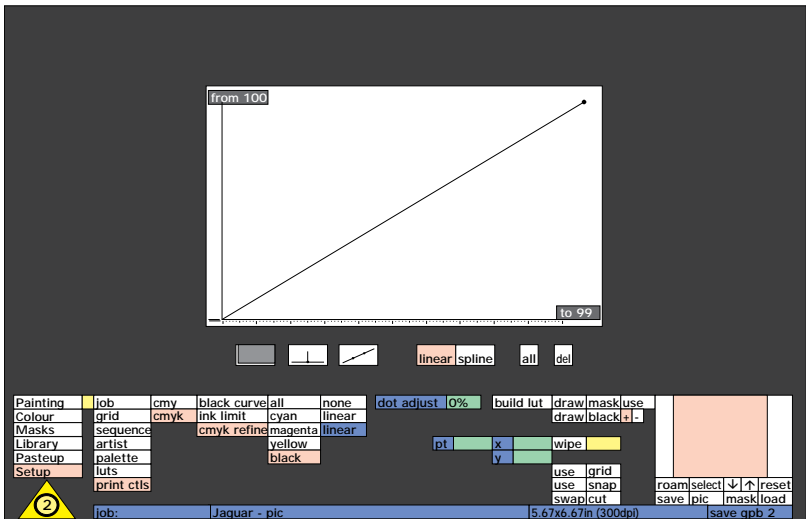 from 100
to 99
linear spline all del
Painting job cmy black curve all none dot adjust 0% build lut draw mask use
Colour grid cmyk ink limit cyan linear draw black + -
Masks sequence cmyk refine magenta linear
Library artist yellow pt x wipe
Pasteup palette black y
Setup luts use grid
print ctls use snap roam select reset
swap cut save pic mask load
2
job: Jaguar - pic 5.67x6.67in (300dpi) save gpb 2